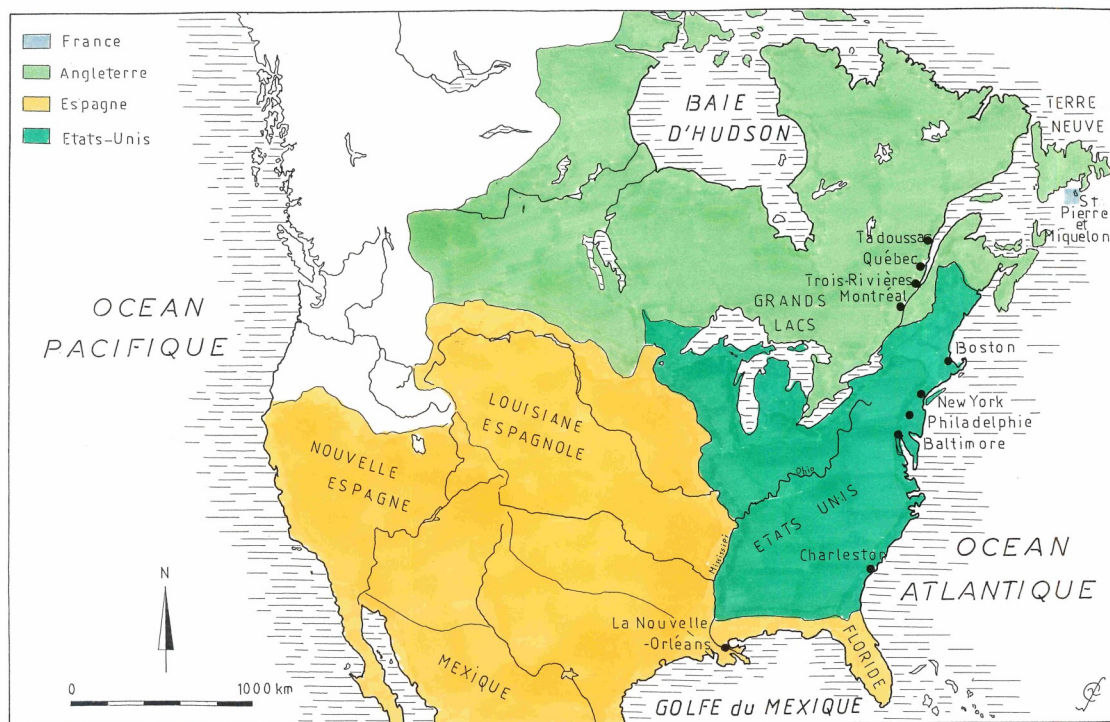 France
Angleterre
Espagne
Etats-Unis
BAIE
D'HUDSON
TERRE
NEUVE
St
Pierre
et
Miquelon
Tadoussac
Québec
Trois-Rivières
Montréal
GRANDS
LACS
OCEAN
PACIFIQUE
Boston
New York
Philadelphie
Baltimore
LOUISIANE
ESPAGNOLE
NOUVELLE
ESPAGNE
Ohio
ETATS UNIS
Missisipi
Charleston
OCEAN
ATLANTIQUE
N
La Nouvelle
-Orléans
FLORIDE
MEXIQUE
0 1000 km
GOLFE du MEXIQUE